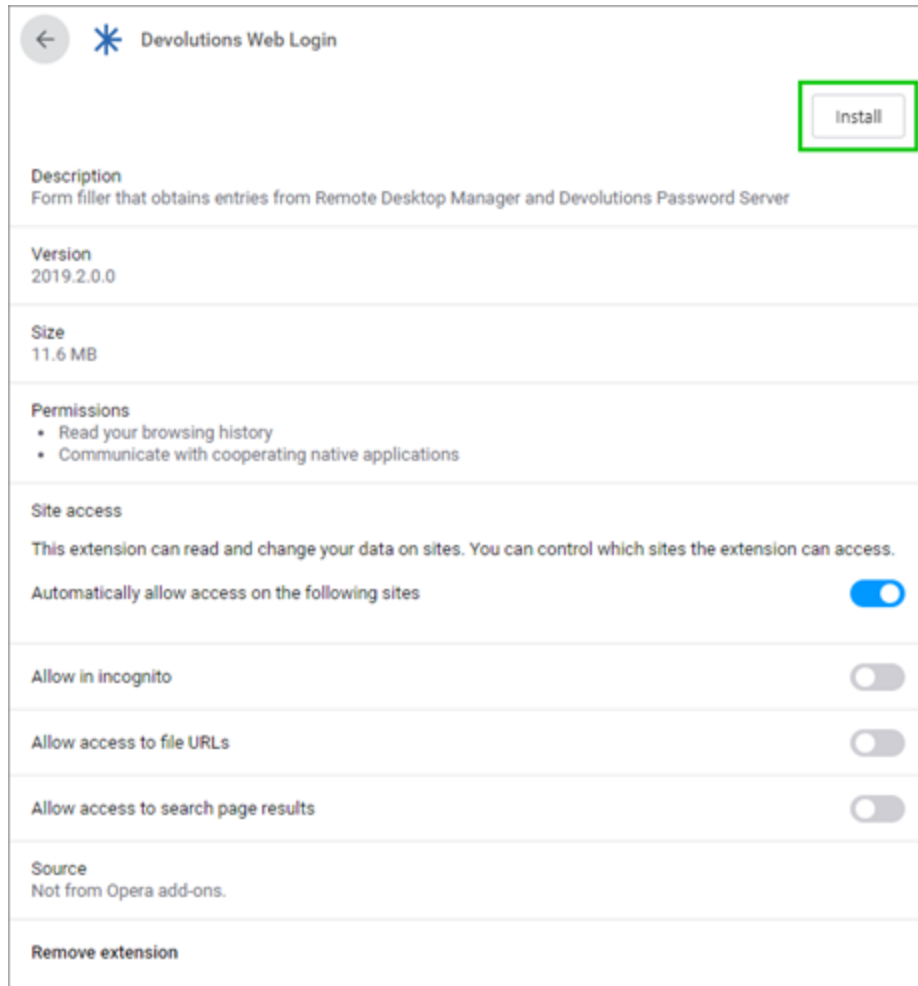 Devolutions Web Login
Install
Description
Form filler that obtains entries from Remote Desktop Manager and Devolutions Password Server
Version
2019.2.0.0
Size
11.6 MB
Permissions
• Read your browsing history
• Communicate with cooperating native applications
Site access
This extension can read and change your data on sites. You can control which sites the extension can access.
Automatically allow access on the following sites
Allow in incognito
Allow access to file URLs
Allow access to search page results
Source
Not from Opera add-ons.
Remove extension